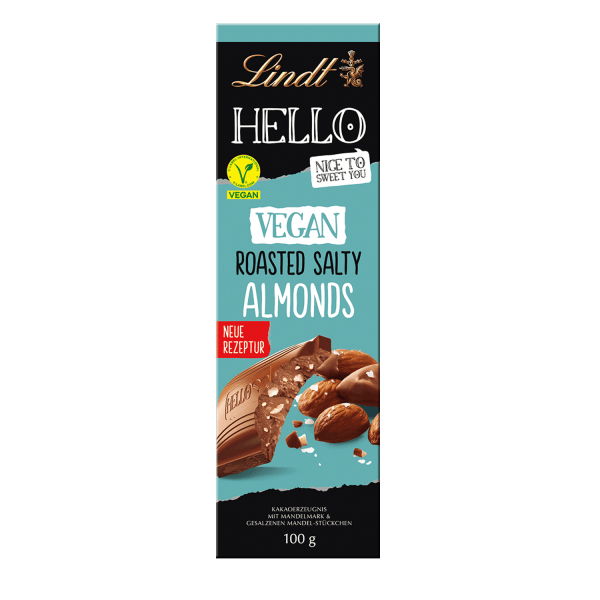 Lindt
HELLO
NICE TO
SWEET YOU
VEGAN
VEGAN
ROASTED SALTY
ALMONDS
NEUE
REZEPTUR
HELLO
KAKAOERZEUGNIS
MIT MANDELMARK &
GESALZENEN MANDEL-STÜCKCHEN
100 g